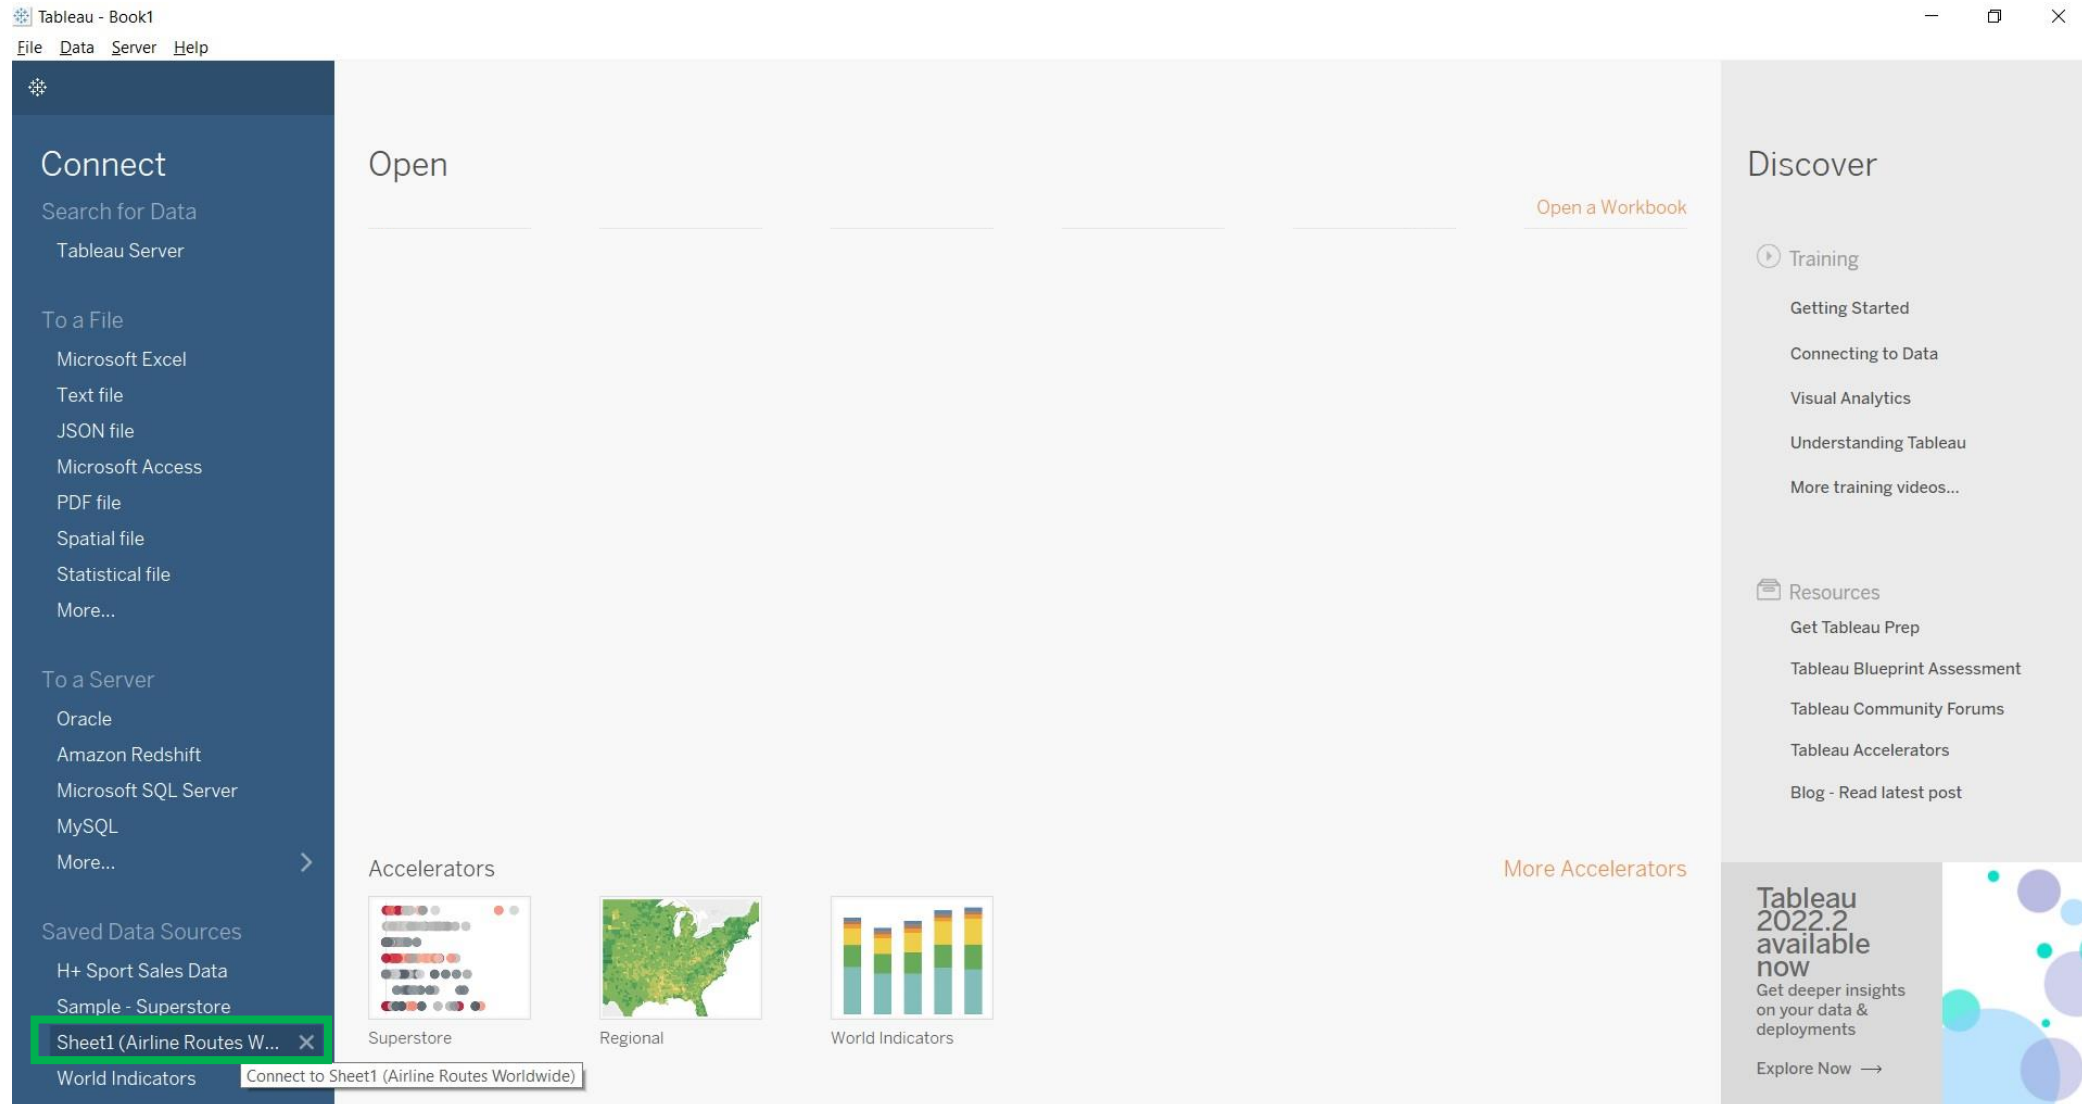 Tableau - Book1
File Data Server Help
Connect
Search for Data
Tableau Server
To a File
Microsoft Excel
Text file
JSON file
Microsoft Access
PDF file
Spatial file
Statistical file
More...
To a Server
Oracle
Amazon Redshift
Microsoft SQL Server
MySQL
More...
Saved Data Sources
H+ Sport Sales Data
Sample - Superstore
Sheet1 (Airline Routes W...
World Indicators
Connect to Sheet1 (Airline Routes Worldwide)
Open
Open a Workbook
Accelerators
More Accelerators
Superstore
Regional
World Indicators
Discover
Training
Getting Started
Connecting to Data
Visual Analytics
Understanding Tableau
More training videos...
Resources
Get Tableau Prep
Tableau Blueprint Assessment
Tableau Community Forums
Tableau Accelerators
Blog - Read latest post
Tableau
2022.2
available
now
Get deeper insights
on your data &
deployments
Explore Now →